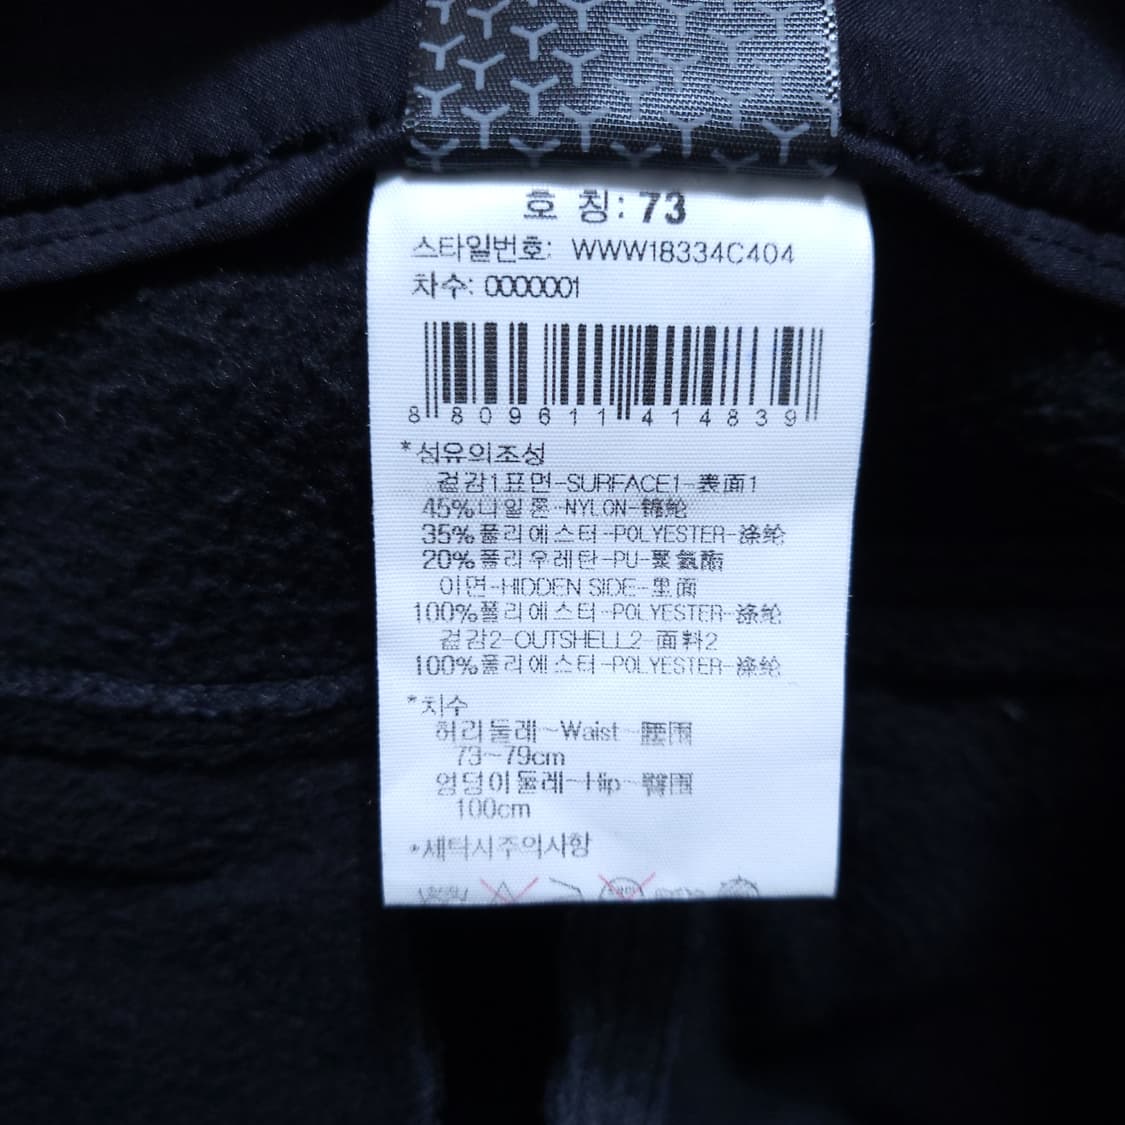 호 칭: 73
스타일번호: WWW18334C404
차수: 0000001
8 809611 414839
*섬유의조성
겉감1표면-SURFACE1-表面1
45%나일론-NYLON-锦纶
35%폴리에스터-POLYESTER-涤纶
20%폴리우레탄-PU-聚氨酯
이면-HIDDEN SIDE-里面
100%폴리에스터-POLYESTER-涤纶
겉감2-OUTSHELL2-面料2
100%폴리에스터-POLYESTER-涤纶
*치수
허리둘레-Waist-腰围
73~79cm
엉덩이둘레-Hip-臀围
100cm
*세탁시주의사항